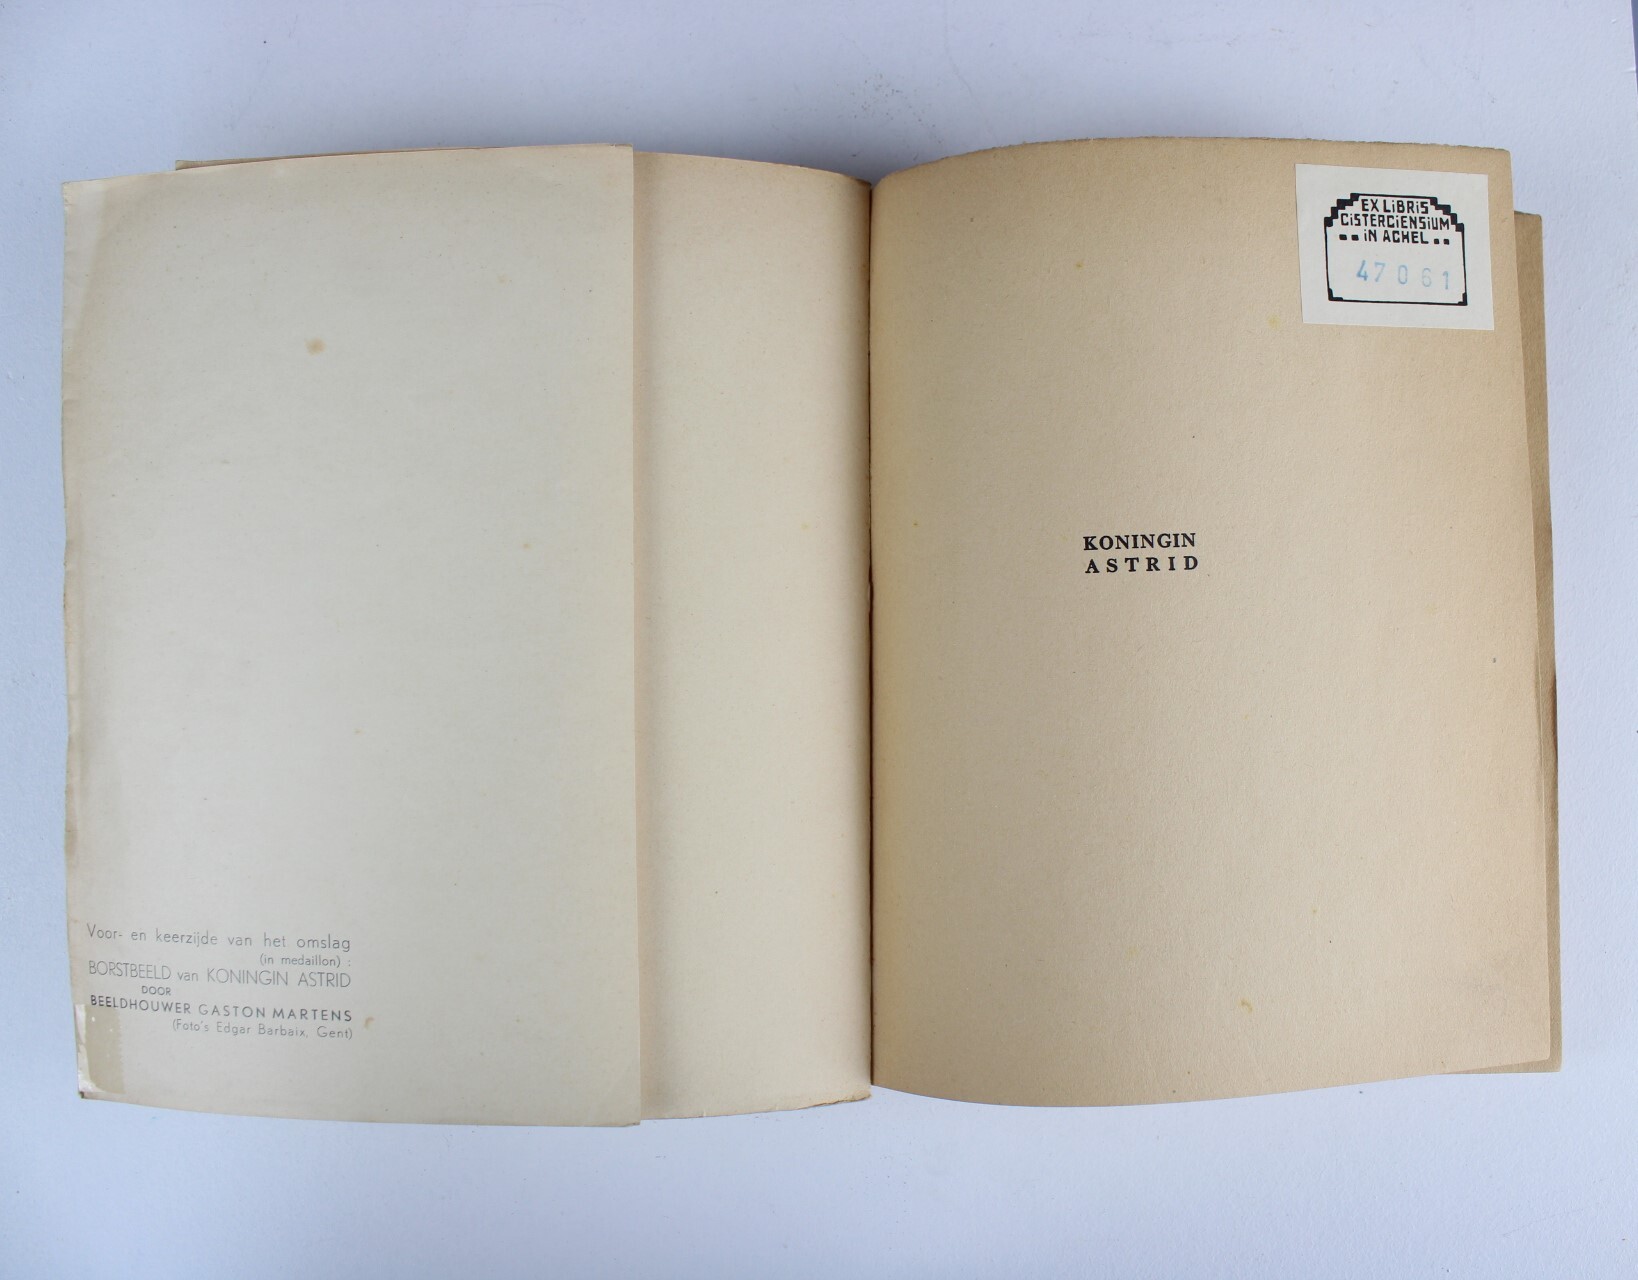 Voor- en keerzijde van het omslag
(in medaillon) :
BORSTBEELD van KONINGIN ASTRID
DOOR
BEELDHOUWER GASTON MARTENS
(Foto's Edgar Barbaix, Gent)
EX LIBRIS
CISTERCIENSIUM
IN ACHEL
47061
KONINGIN
ASTRID